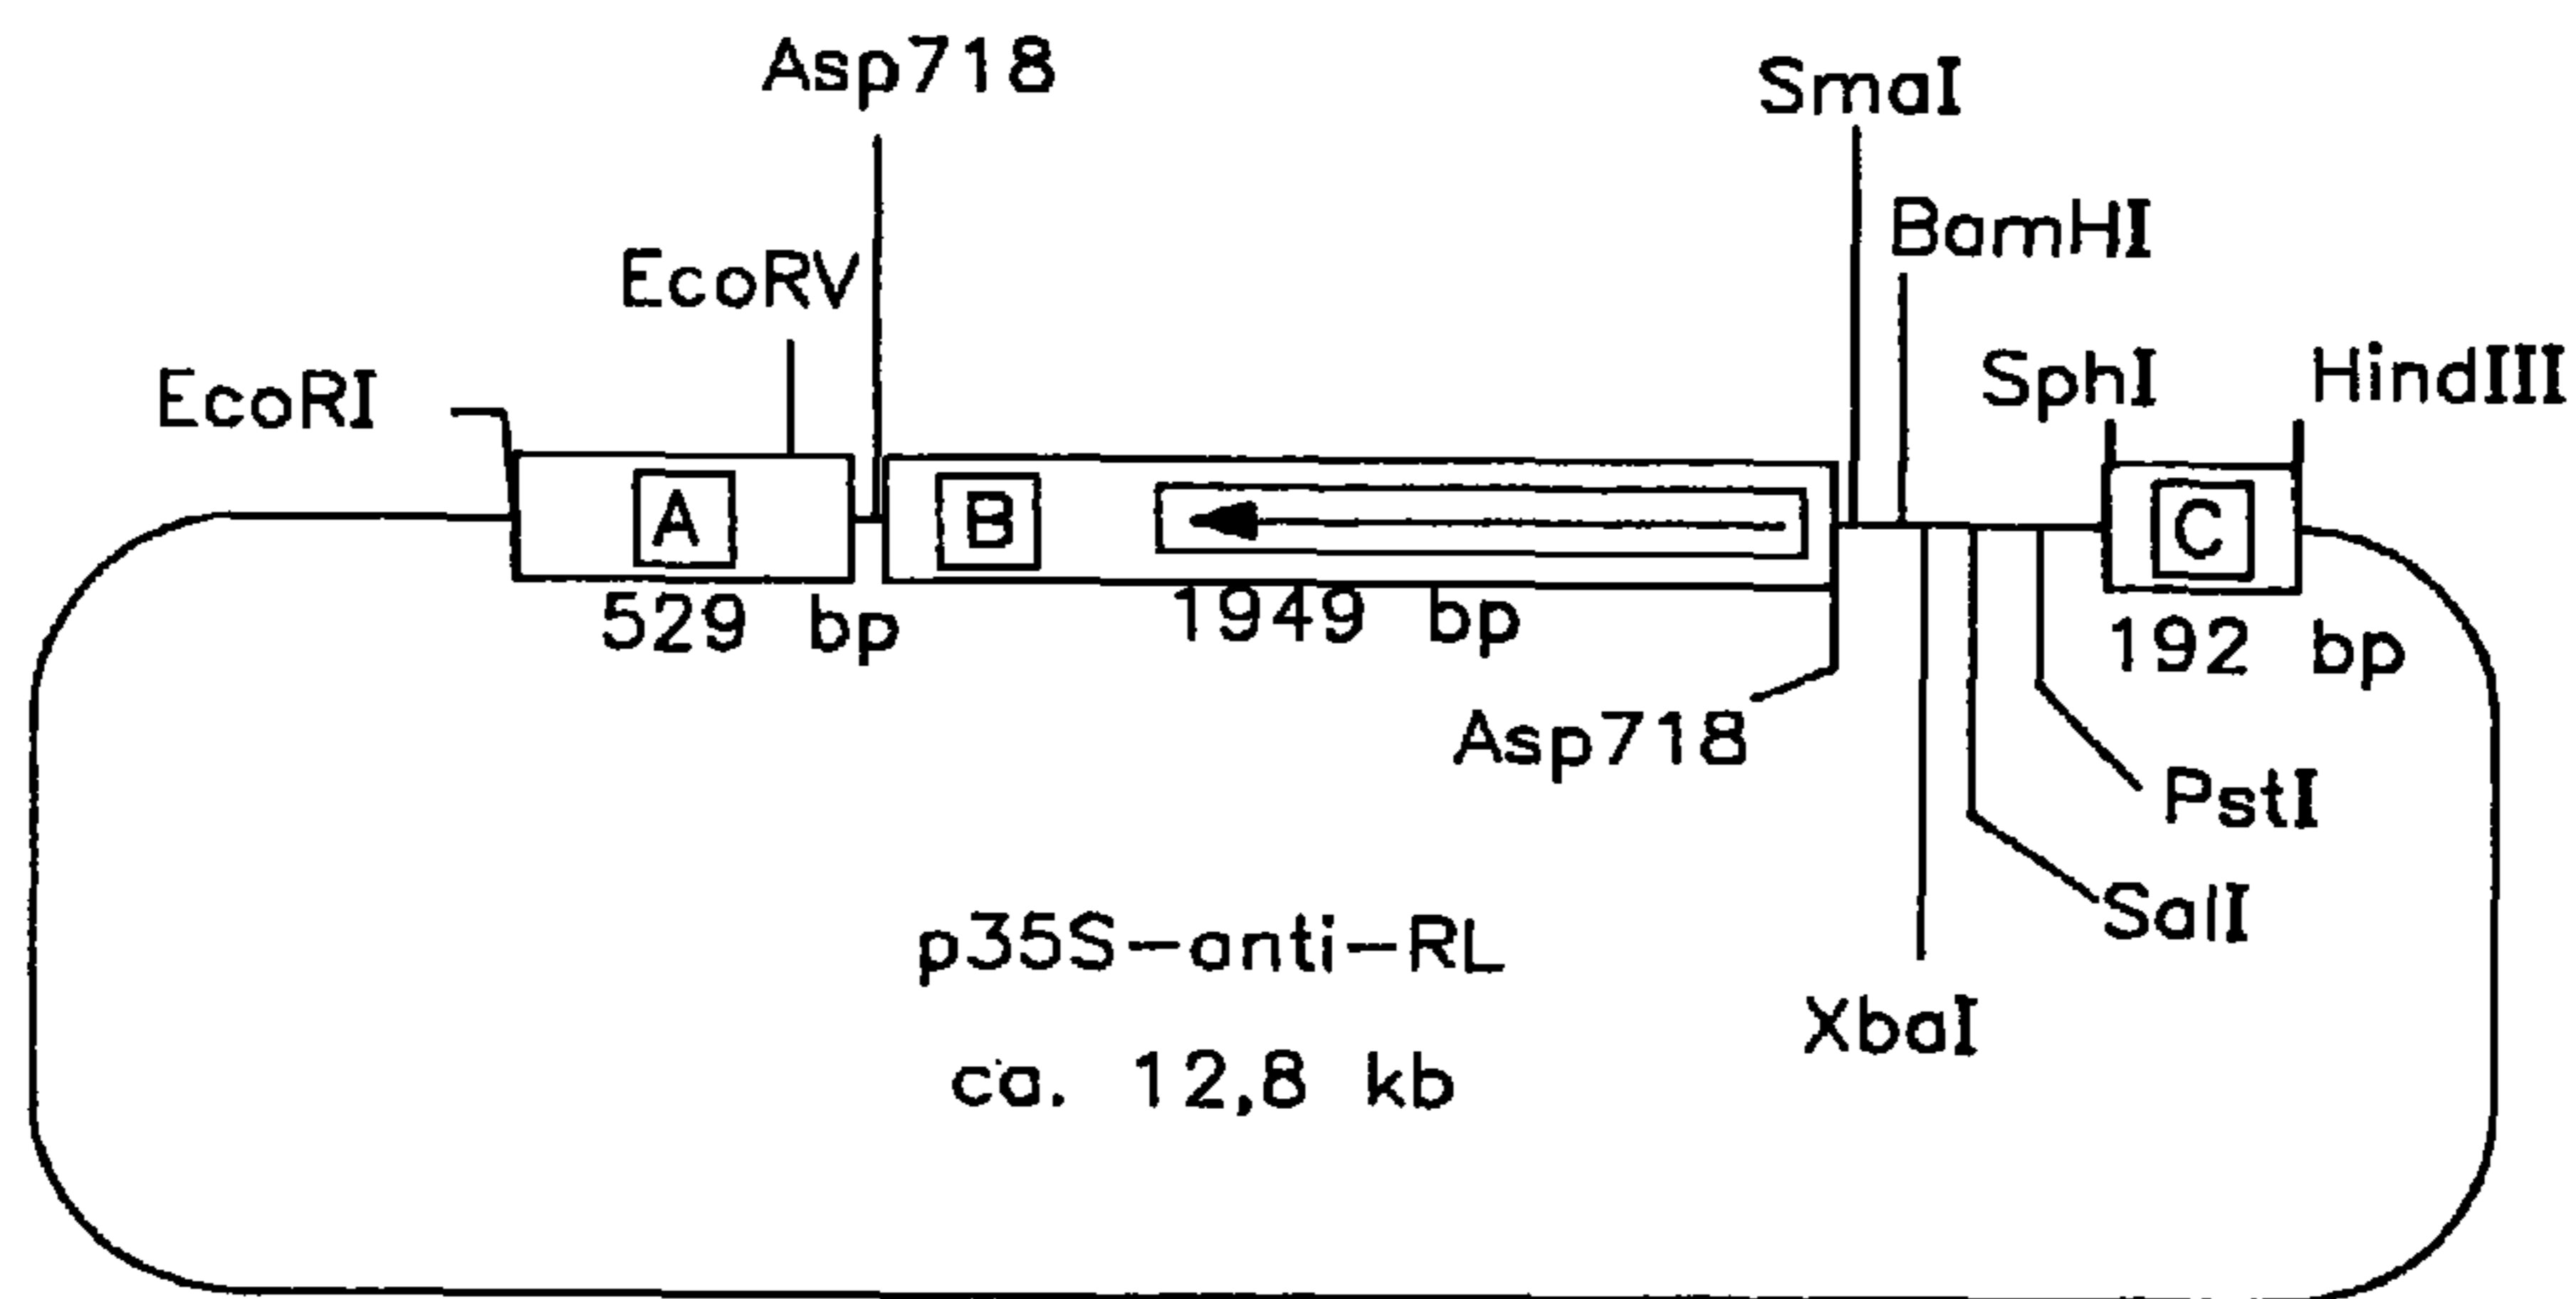 Asp718
SmaI
BamHI
EcoRV
SphI
HindIII
EcoRI
A
B
C
529 bp
1949 bp
192 bp
Asp718
PstI
SalI
XbaI
p35S-anti-RL
ca. 12,8 kb